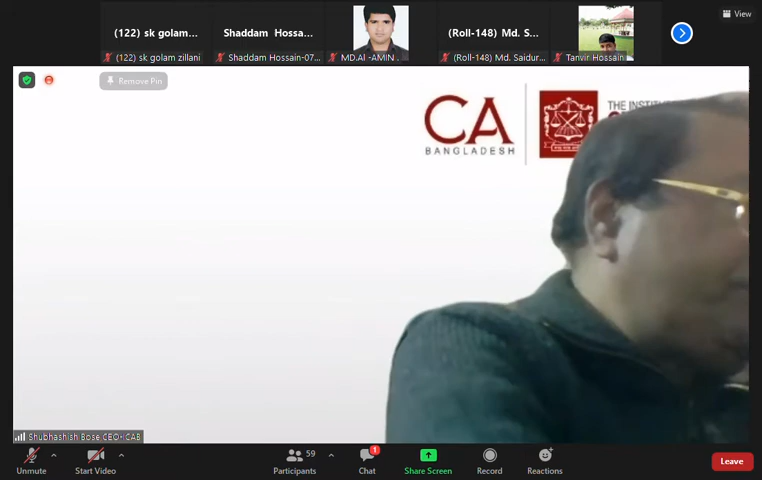 View
(122) sk golam...
Shaddam Hossa...
(Roll-148) Md. S...
(122) sk golam zillani
Shaddam Hossain-07...
MD.Al -AMIN .
(Roll-148) Md. Saidur...
Tanvir Hossain
Remove Pin
CA
BANGLADESH
THE
Shubhashish Bose CEO-ICAB
Unmute
Start Video
59
Participants
1
Chat
Share Screen
Record
Reactions
Leave